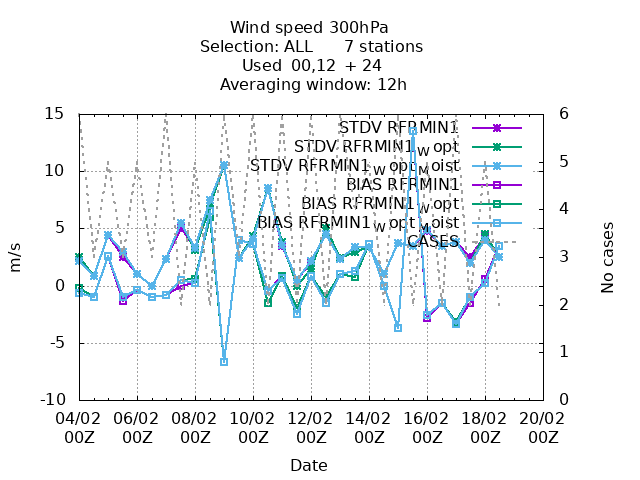 Wind speed 300hPa
Selection: ALL 7 stations
Used 00,12 + 24
Averaging window: 12h
15 6
STDV RFRMIN1
STDV RFRMIN1_W opt
10 5
STDV RFRMIN1_W opt_Moist
BIAS RFRMIN1
BIAS RFRMIN1_W opt
4
BIAS RFRMIN1_W opt_Moist
5
CASES
m/s
No cases
3
0
2
-5 1
-10 0
04/02 06/02 08/02 10/02 12/02 14/02 16/02 18/02 20/02
00Z 00Z 00Z 00Z 00Z 00Z 00Z 00Z 00Z
Date